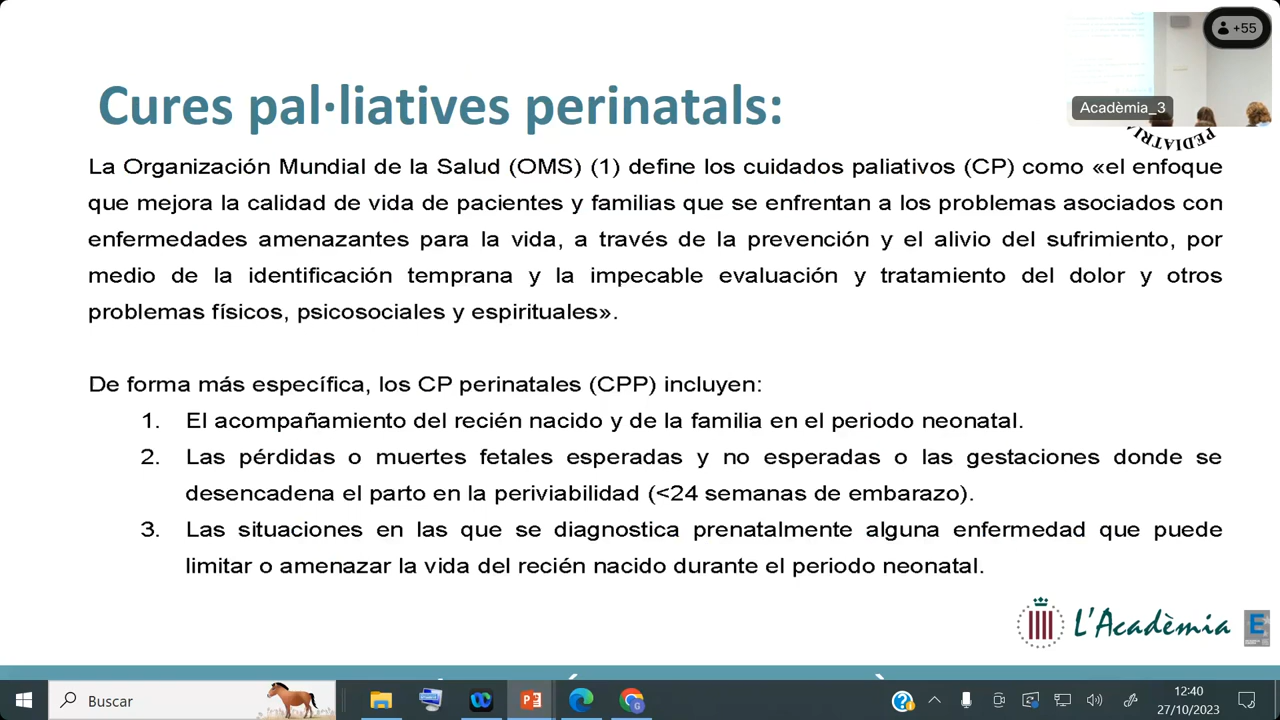 +55
Acadèmia_3
PEDIATRIA
Cures pal·liatives perinatals:
La Organización Mundial de la Salud (OMS) (1) define los cuidados paliativos (CP) como «el enfoque
que mejora la calidad de vida de pacientes y familias que se enfrentan a los problemas asociados con
enfermedades amenazantes para la vida, a través de la prevención y el alivio del sufrimiento, por
medio de la identificación temprana y la impecable evaluación y tratamiento del dolor y otros
problemas físicos, psicosociales y espirituales».
De forma más específica, los CP perinatales (CPP) incluyen:
1. El acompañamiento del recién nacido y de la familia en el periodo neonatal.
2. Las pérdidas o muertes fetales esperadas y no esperadas o las gestaciones donde se
desencadena el parto en la periviabilidad (<24 semanas de embarazo).
3. Las situaciones en las que se diagnostica prenatalmente alguna enfermedad que puede
limitar o amenazar la vida del recién nacido durante el periodo neonatal.
L'Acadèmia
E
Buscar
12:40
27/10/2023